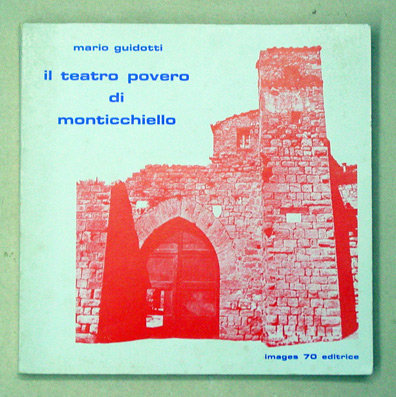 mario guidotti
il teatro povero
di
monticchiello
images 70 editrice